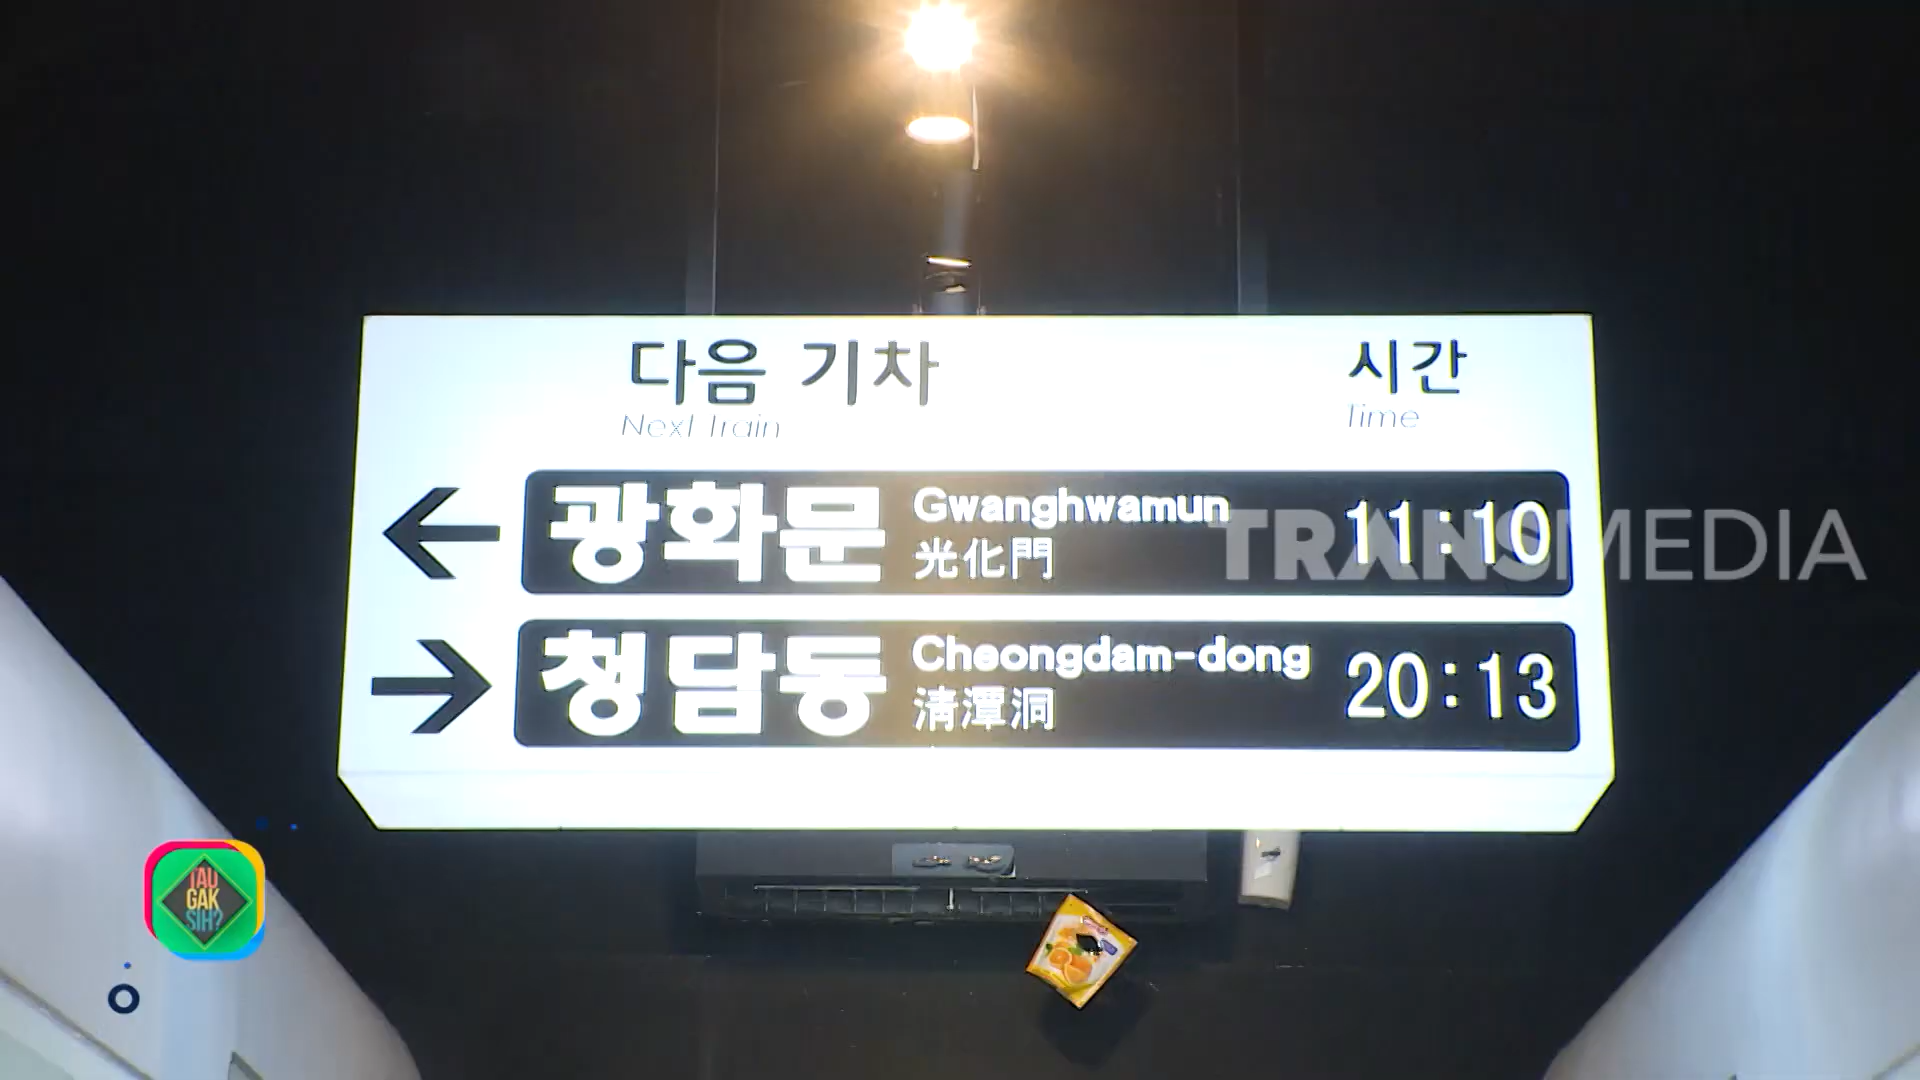 다음 기차
시간
Next Train
Time
광화문
Gwanghwamun
光化門
11:10
TRANSMEDIA
청담동
Cheongdam-dong
淸潭洞
20:13
TAU
GAK
SIH?